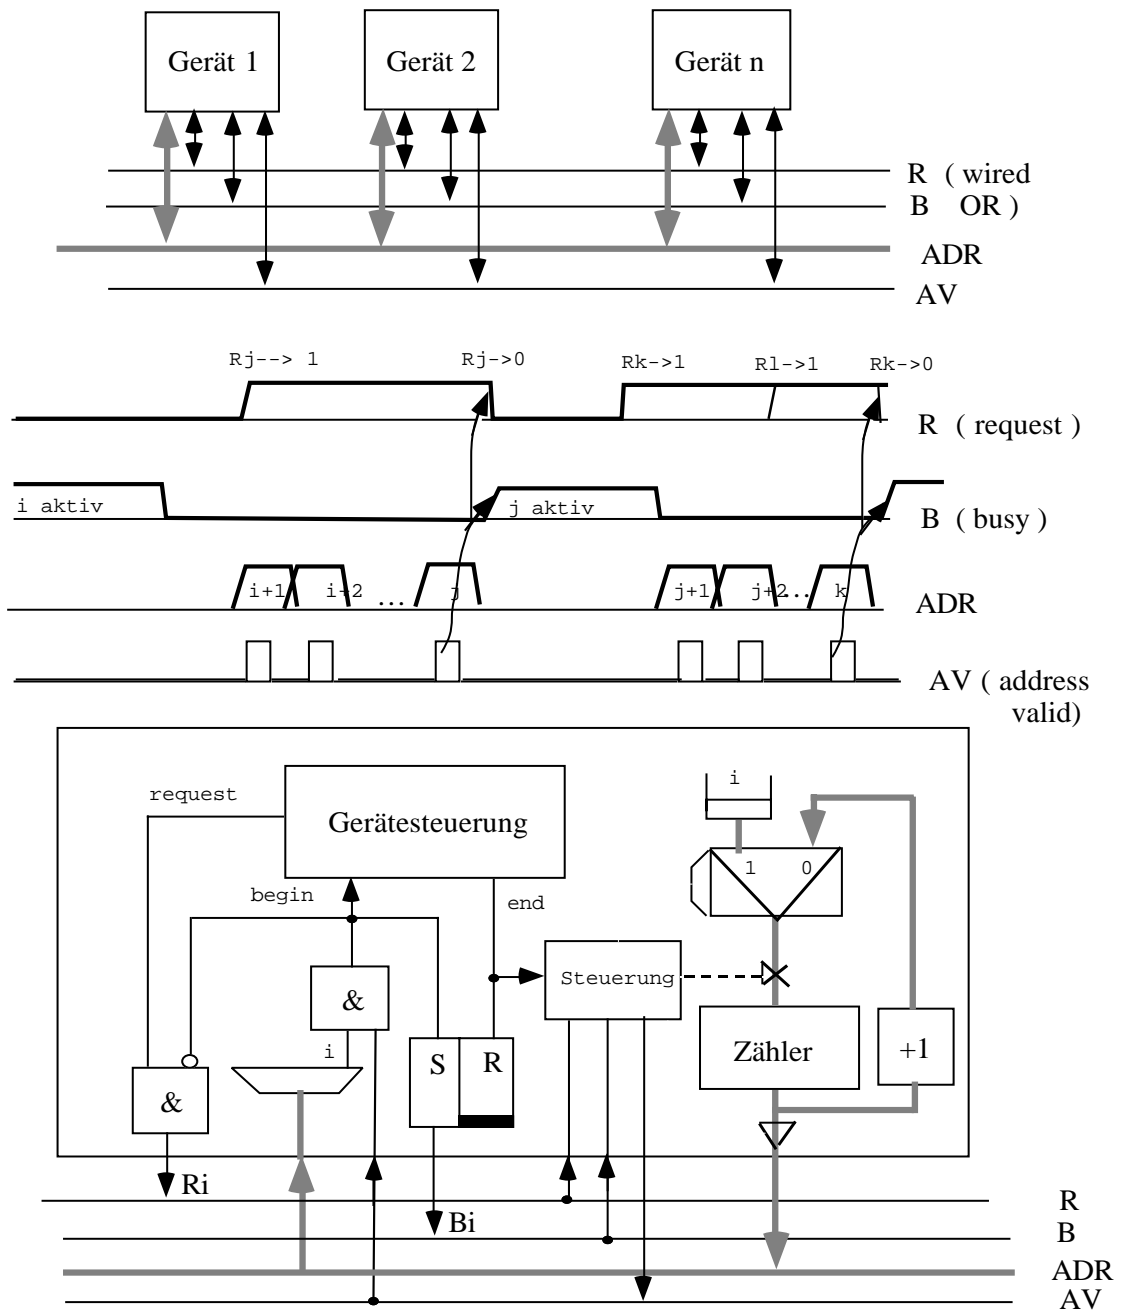 Gerät 1
Gerät 2
Gerät n
R ( wired
B OR )
ADR
AV
Rj--> 1
Rj->0
Rk->1
Rl->1
Rk->0
R ( request )
i aktiv
j aktiv
B ( busy )
i+1
i+2
...
j
j+1
j+2...
k
ADR
AV ( address
valid)
request
Gerätesteuerung
i
1 0
begin
end
&
Steuerung
i
S R
Zähler
+1
&
Ri
Bi
R
B
ADR
AV